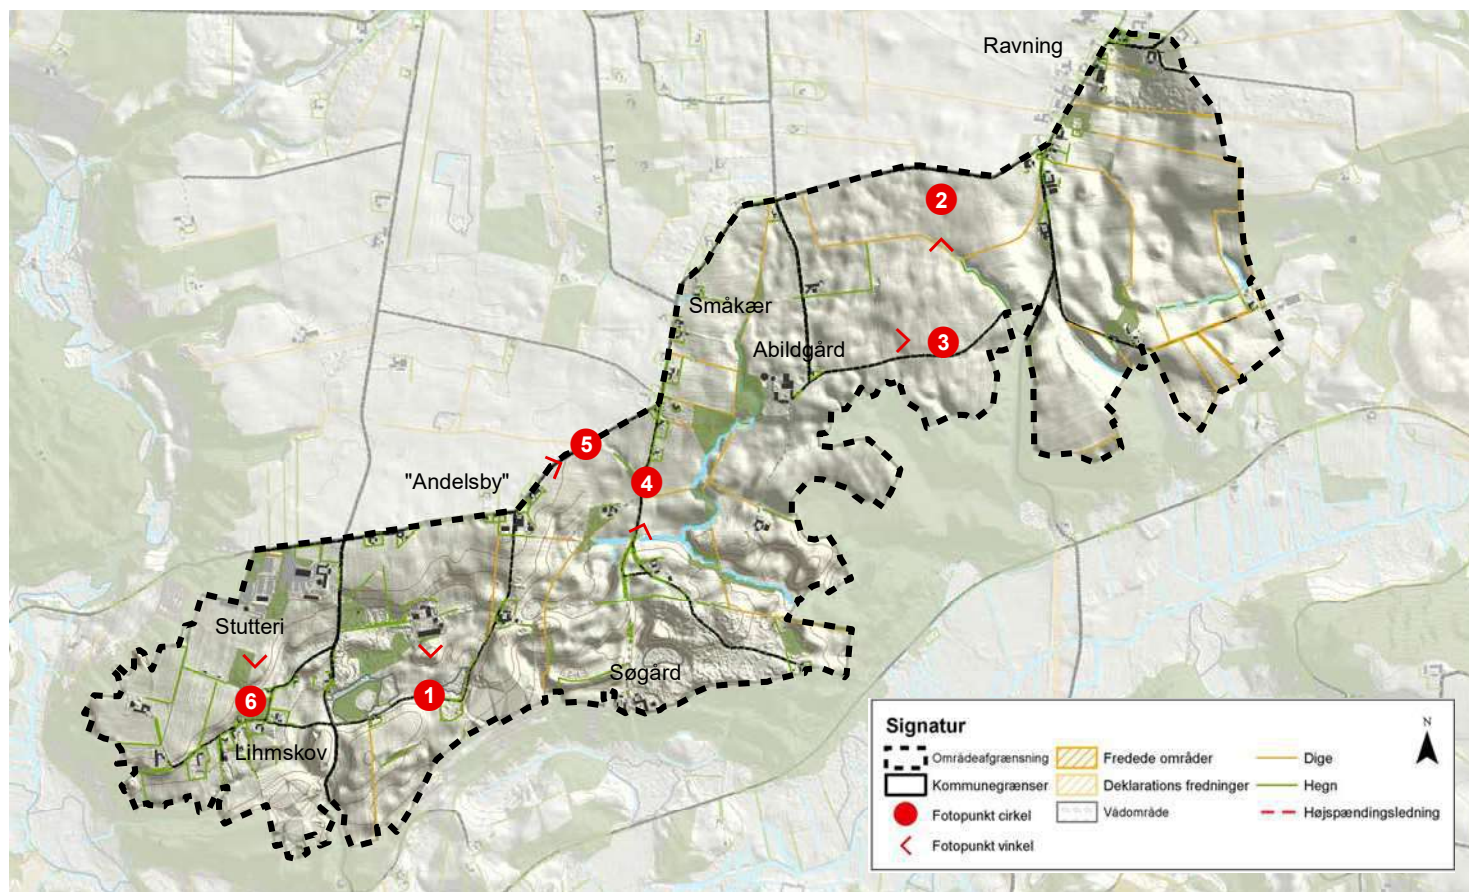 Ravning
2
Småkær
3
Abildgård
5
"Andelsby"
4
Stutteri
Søgård
6
1
Lihmskov
Signatur
N
Områdeafgrænsning
Fredede områder
Dige
Kommunegrænser
Deklarations fredninger
Hegn
Fotopunkt cirkel
Vådområde
Højspændingsledning
Fotopunkt vinkel